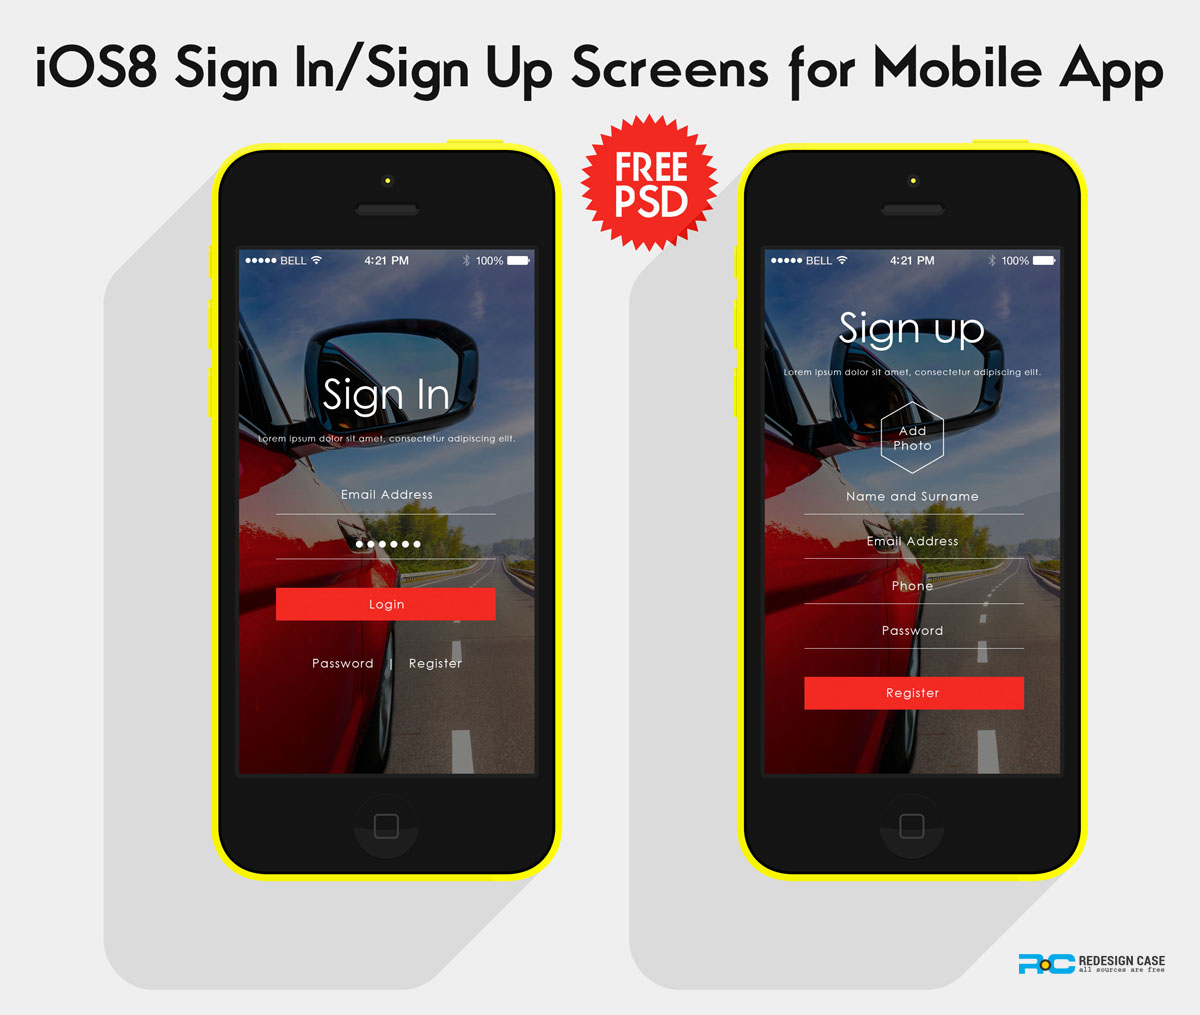 iOS8 Sign In/Sign Up Screens for Mobile App
FREE
PSD
BELL
4:21 PM
100%
Sign In
Lorem ipsum dolor sit amet, consectetur adipiscing elit.
Email Address
Login
Password | Register
BELL
4:21 PM
100%
Sign up
Lorem ipsum dolor sit amet, consectetur adipiscing elit.
Add
Photo
Name and Surname
Email Address
Phone
Password
Register
RC
REDESIGN CASE
all sources are free